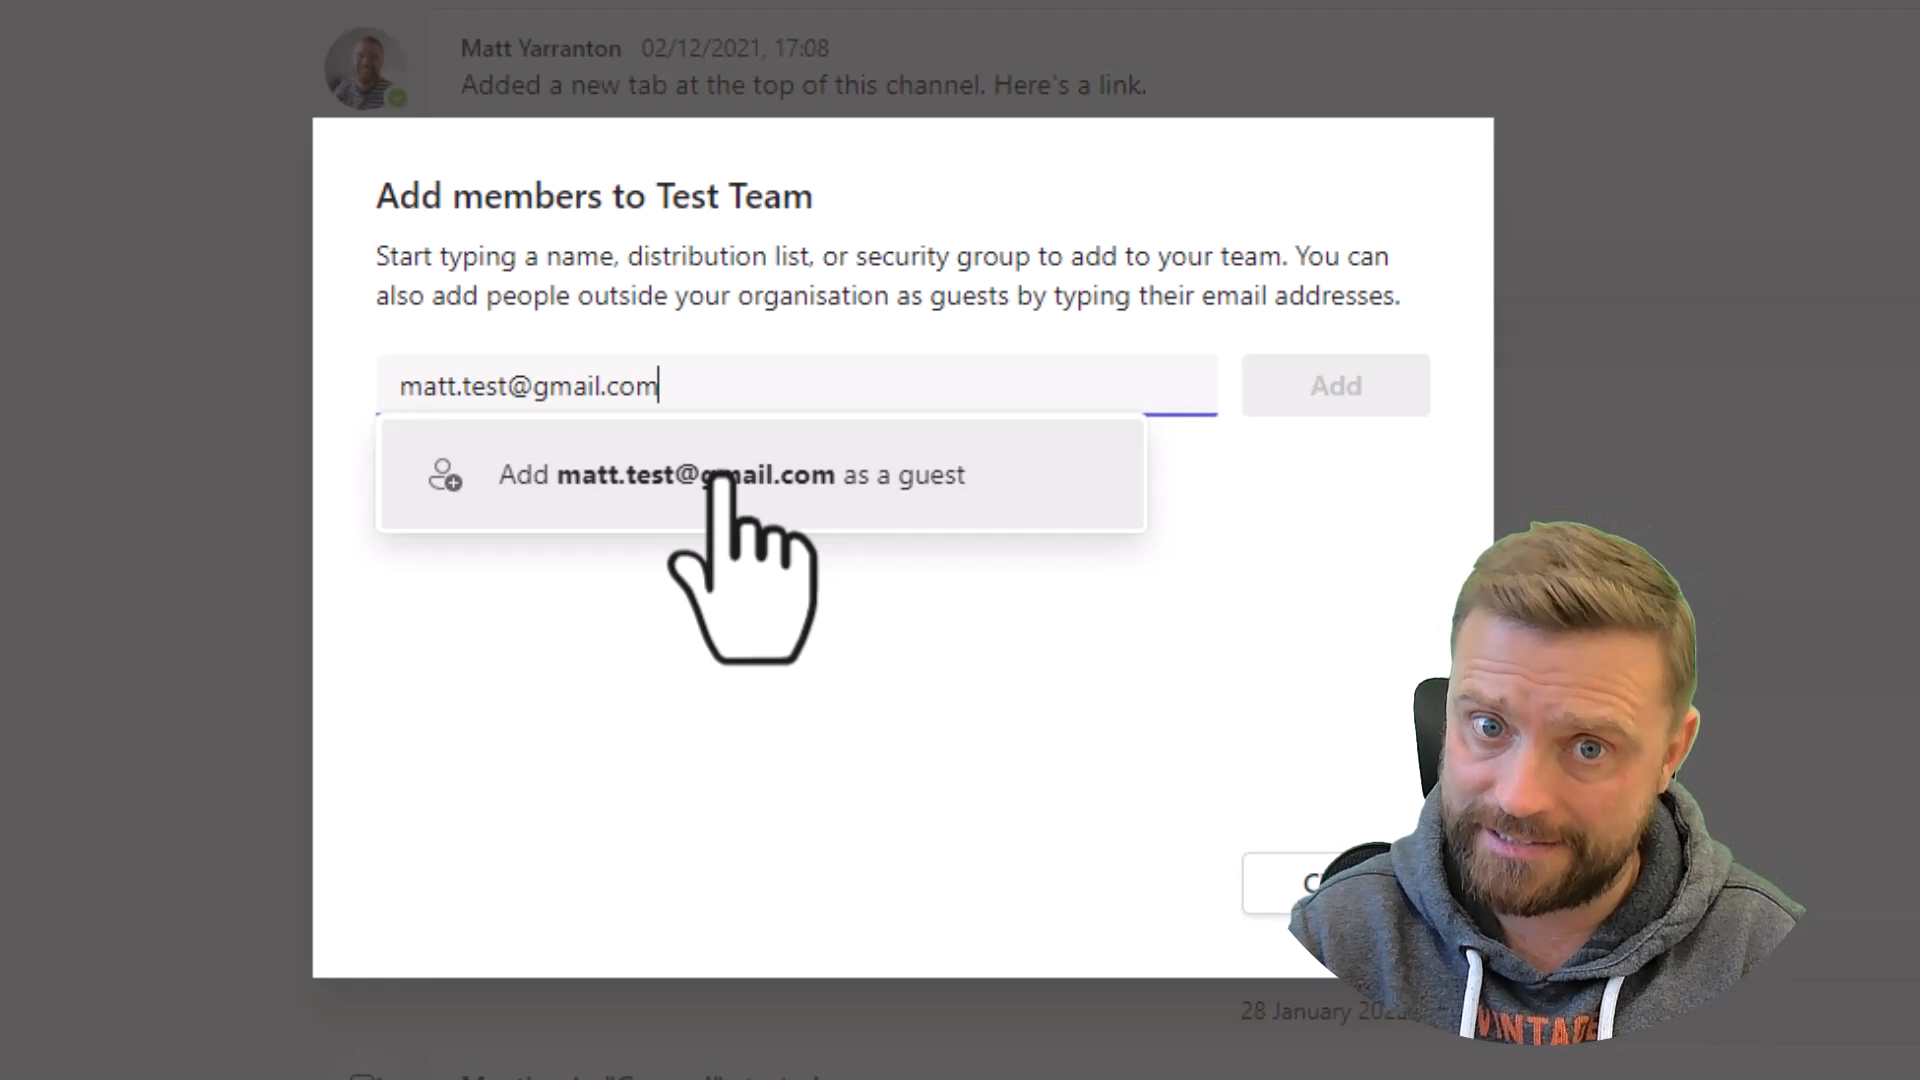 Matt Yarranton 02/12/2021, 17:08
Added a new tab at the top of this channel. Here's a link.
Add members to Test Team
Start typing a name, distribution list, or security group to add to your team. You can
also add people outside your organisation as guests by typing their email addresses.
matt.test@gmail.com
Add
Add matt.test@gmail.com as a guest
28 January
VINTAGE